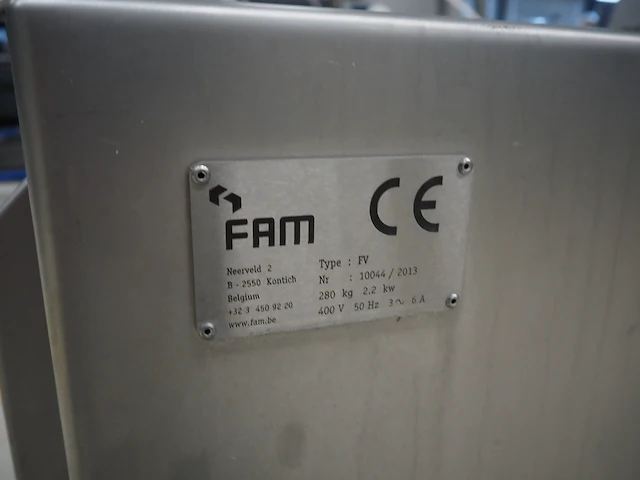 FAM
CE
Neerveld 2
B - 2550 Kontich
Belgium
+32 3 450 92 20
www.fam.be
Type : FV
Nr : 10044 / 2013
280 kg 2.2 kw
400 V 50 Hz 3~ 6 A